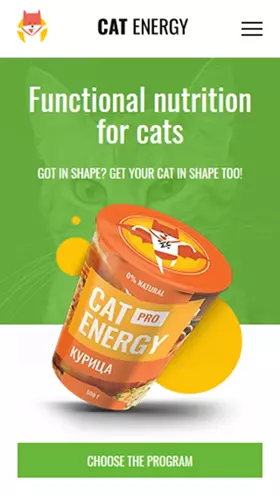 CAT ENERGY
Functional nutrition
for cats
GOT IN SHAPE? GET YOUR CAT IN SHAPE TOO!
0% NATURAL
CAT PRO
ENERGY
КУРИЦА
500 Г
CHOOSE THE PROGRAM